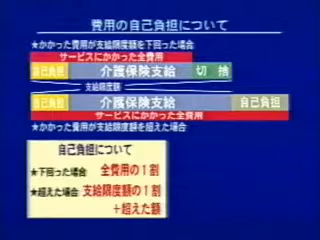 費用の自己負担について
★かかった費用が支給限度額を下回った場合
サービスにかかった全費用
自己負担 介護保険支給 切捨
支給限度額
自己負担 介護保険支給 自己負担
サービスにかかった全費用
★かかった費用が支給限度額を超えた場合
自己負担について
★下回った場合 全費用の1割
★超えた場合 支給限度額の1割
+超えた額